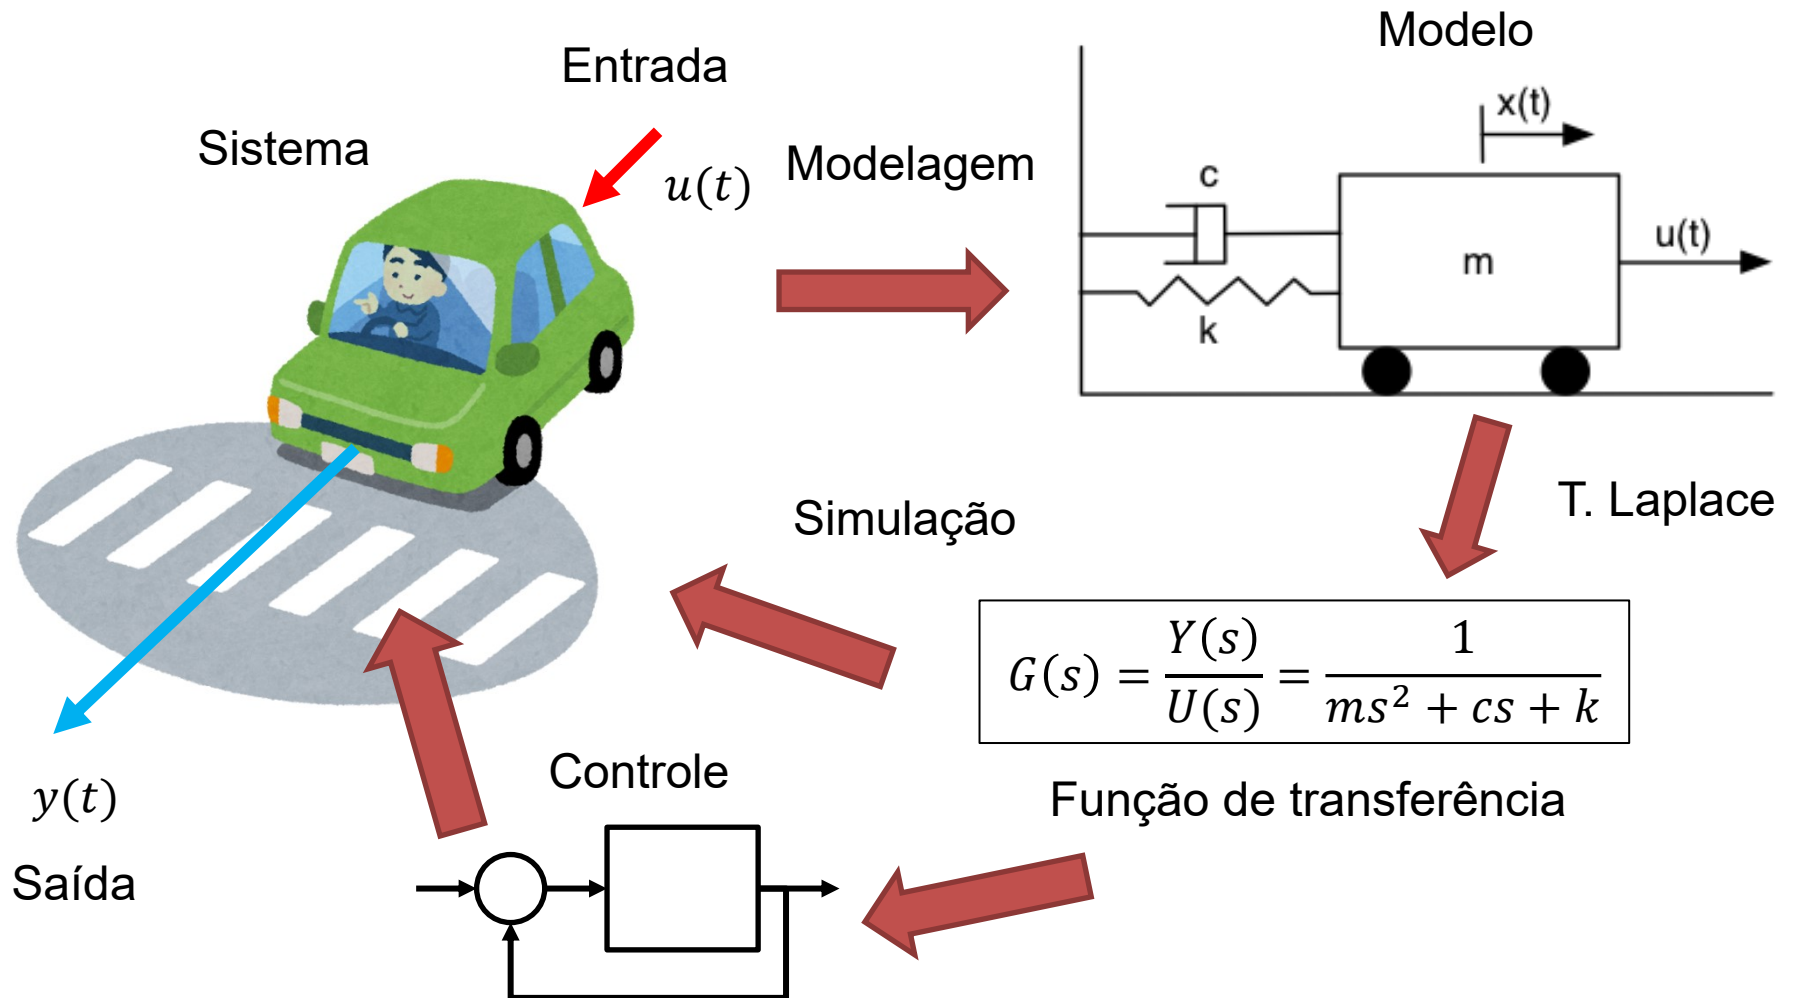 Modelo
Entrada
x(t)
Sistema
Modelagem
u(t)
c
u(t)
m
k
T. Laplace
Simulação
G(s) = Y(s)/U(s) = 1/(ms² + cs + k)
Controle
y(t)
Função de transferência
Saída